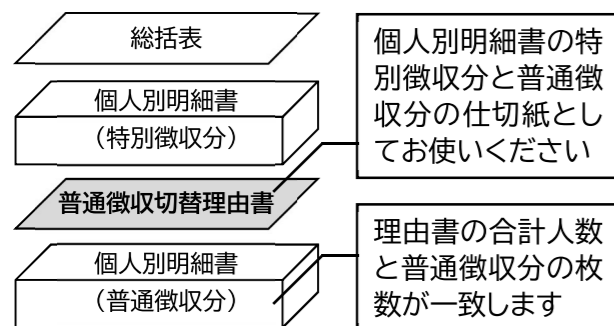 総括表
個人別明細書
（特別徴収分）
普通徴収切替理由書
個人別明細書
（普通徴収分）
個人別明細書の特
別徴収分と普通徴
収分の仕切紙とし
てお使いください
理由書の合計人数
と普通徴収分の枚
数が一致します